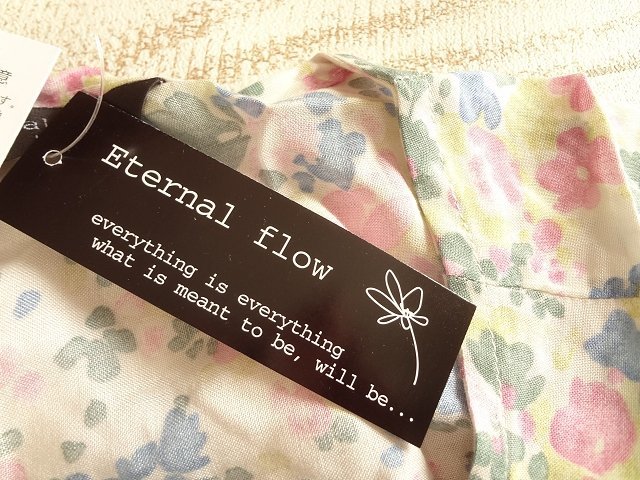 Eternal flow
everything is everything
what is meant to be, will be...